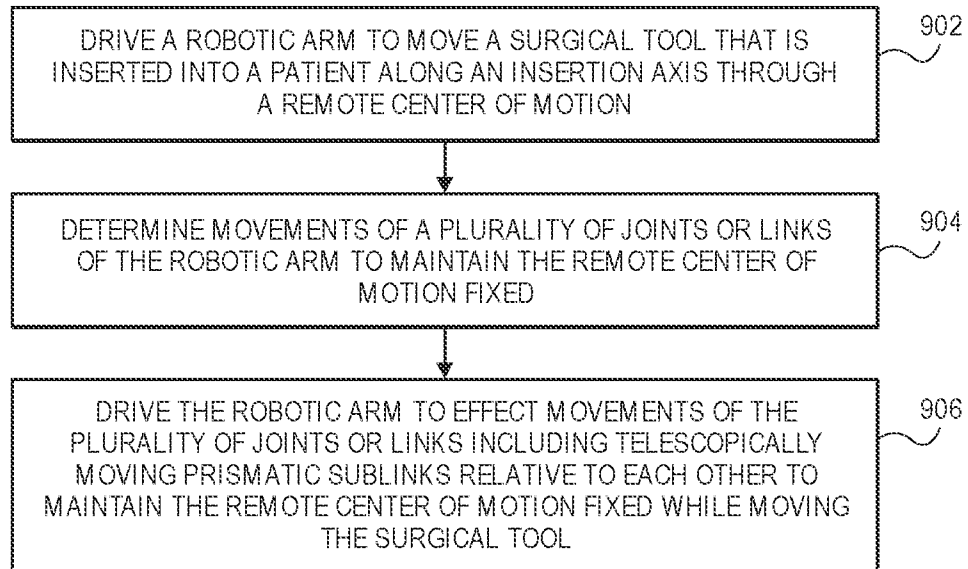 DRIVE A ROBOTIC ARM TO MOVE A SURGICAL TOOL THAT IS
INSERTED INTO A PATIENT ALONG AN INSERTION AXIS THROUGH
A REMOTE CENTER OF MOTION
902
DETERMINE MOVEMENTS OF A PLURALITY OF JOINTS OR LINKS
OF THE ROBOTIC ARM TO MAINTAIN THE REMOTE CENTER OF
MOTION FIXED
904
DRIVE THE ROBOTIC ARM TO EFFECT MOVEMENTS OF THE
PLURALITY OF JOINTS OR LINKS INCLUDING TELESCOPICALLY
MOVING PRISMATIC SUBLINKS RELATIVE TO EACH OTHER TO
MAINTAIN THE REMOTE CENTER OF MOTION FIXED WHILE MOVING
THE SURGICAL TOOL
906